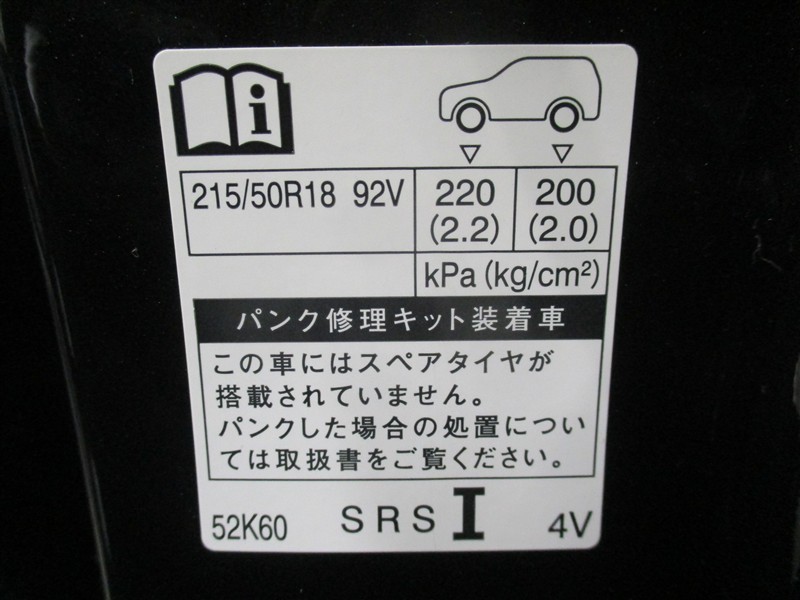 215/50R18 92V 220 200
(2.2) (2.0)
kPa (kg/cm²)
パンク修理キット装着車
この車にはスペアタイヤが
搭載されていません。
パンクした場合の処置につい
ては取扱書をご覧ください。
52K60 SRS I 4V